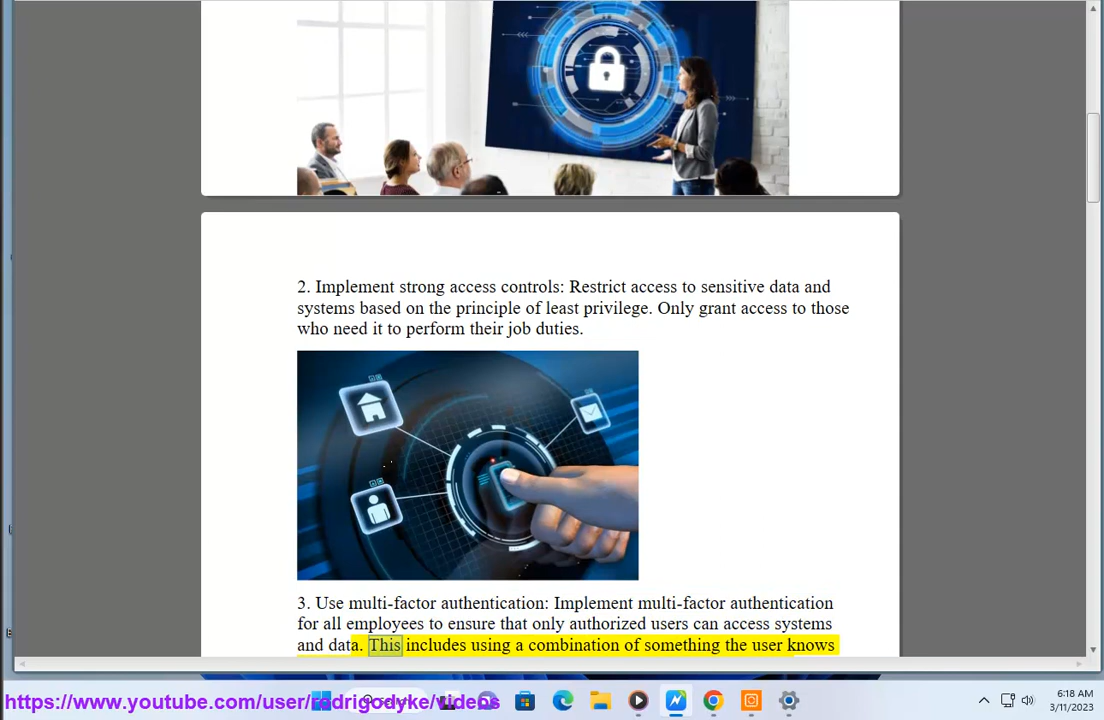 2. Implement strong access controls: Restrict access to sensitive data and
systems based on the principle of least privilege. Only grant access to those
who need it to perform their job duties.
3. Use multi-factor authentication: Implement multi-factor authentication
for all employees to ensure that only authorized users can access systems
and data. This includes using a combination of something the user knows
https://www.youtube.com/user/rodrigodyke/videos
6:18 AM
3/11/2023